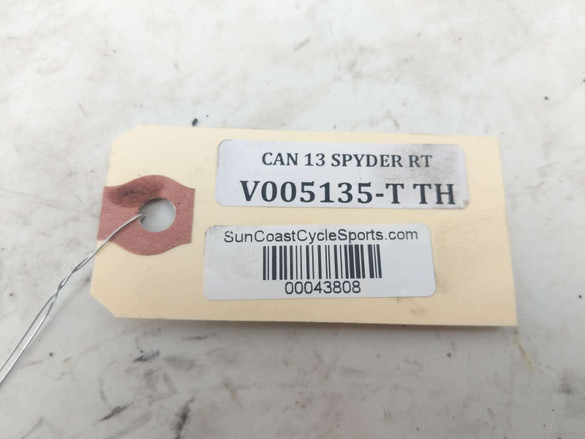 CAN 13 SPYDER RT
V005135-T TH
SunCoastCycleSports.com
00043808